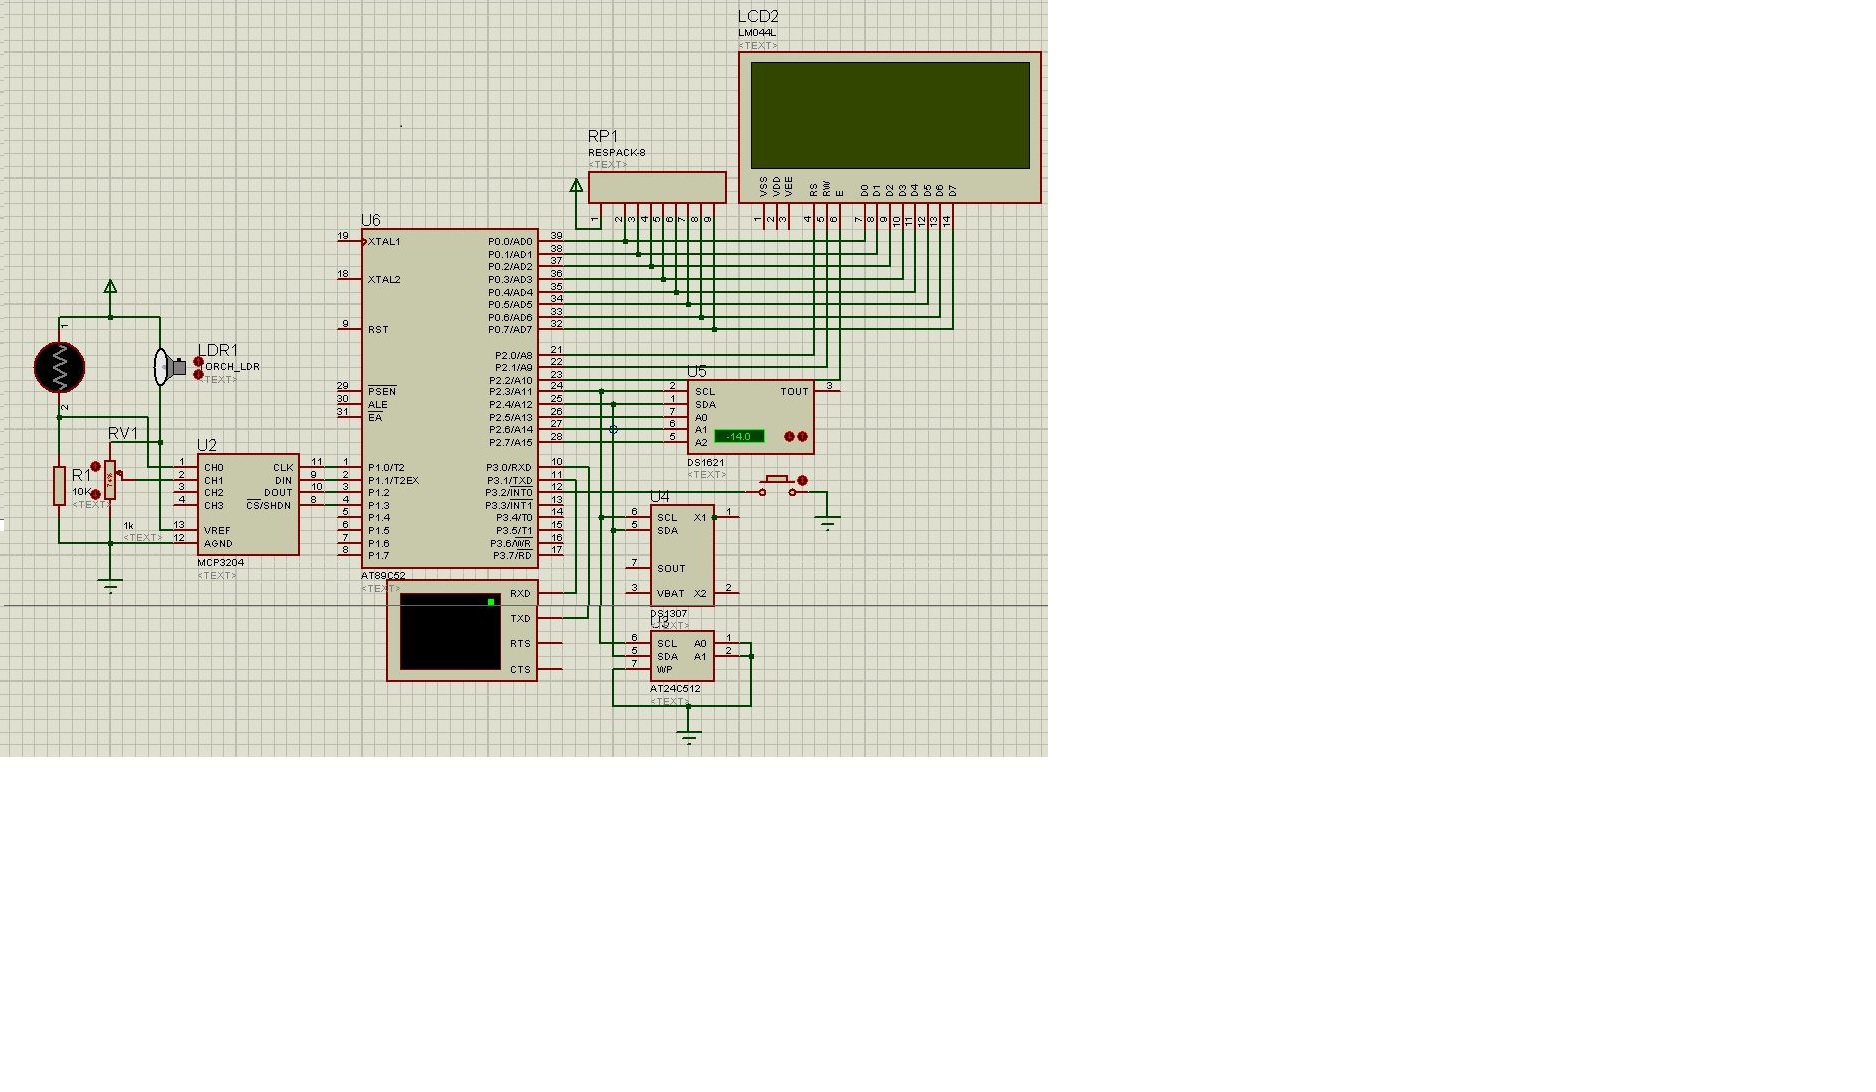 LCD2
LM044L
<TEXT>
VSS VDD VEE RS RW E D0 D1 D2 D3 D4 D5 D6 D7
1 2 3 4 5 6 7 8 9 10 11 12 13 14
RP1
RESPACK-8
<TEXT>
1 2 3 4 5 6 7 8 9
U6
19 XTAL1 P0.0/AD0 39
P0.1/AD1 38
P0.2/AD2 37
18 XTAL2 P0.3/AD3 36
P0.4/AD4 35
P0.5/AD5 34
P0.6/AD6 33
9 RST P0.7/AD7 32
P2.0/A8 21
P2.1/A9 22
P2.2/A10 23
29 PSEN P2.3/A11 24
30 ALE P2.4/A12 25
31 EA P2.5/A13 26
P2.6/A14 27
P2.7/A15 28
1 P1.0/T2 P3.0/RXD 10
2 P1.1/T2EX P3.1/TXD 11
3 P1.2 P3.2/INT0 12
4 P1.3 P3.3/INT1 13
5 P1.4 P3.4/T0 14
6 P1.5 P3.5/T1 15
7 P1.6 P3.6/WR 16
8 P1.7 P3.7/RD 17
AT89C52
<TEXT>
U5
2 SCL TOUT 3
1 SDA
7 A0
6 A1
5 A2
-14.0
DS1621
<TEXT>
1
2
LDR1
TORCH_LDR
<TEXT>
RV1
R1
10K
<TEXT>
1k
<TEXT>
U2
1 CH0 CLK 11
2 CH1 DIN 9
3 CH2 DOUT 10
4 CH3 CS/SHDN 8
13 VREF
12 AGND
MCP3204
<TEXT>
U4
6 SCL X1 1
5 SDA
7 SOUT
3 VBAT X2 2
DS1307
<TEXT>
6 SCL A0 1
5 SDA A1 2
7 WP
AT24C512
<TEXT>
RXD
TXD
RTS
CTS